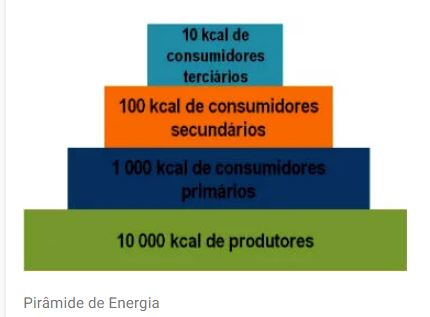 10 kcal de
consumidores
terciários
100 kcal de consumidores
secundários
1 000 kcal de consumidores
primários
10 000 kcal de produtores
Pirâmide de Energia